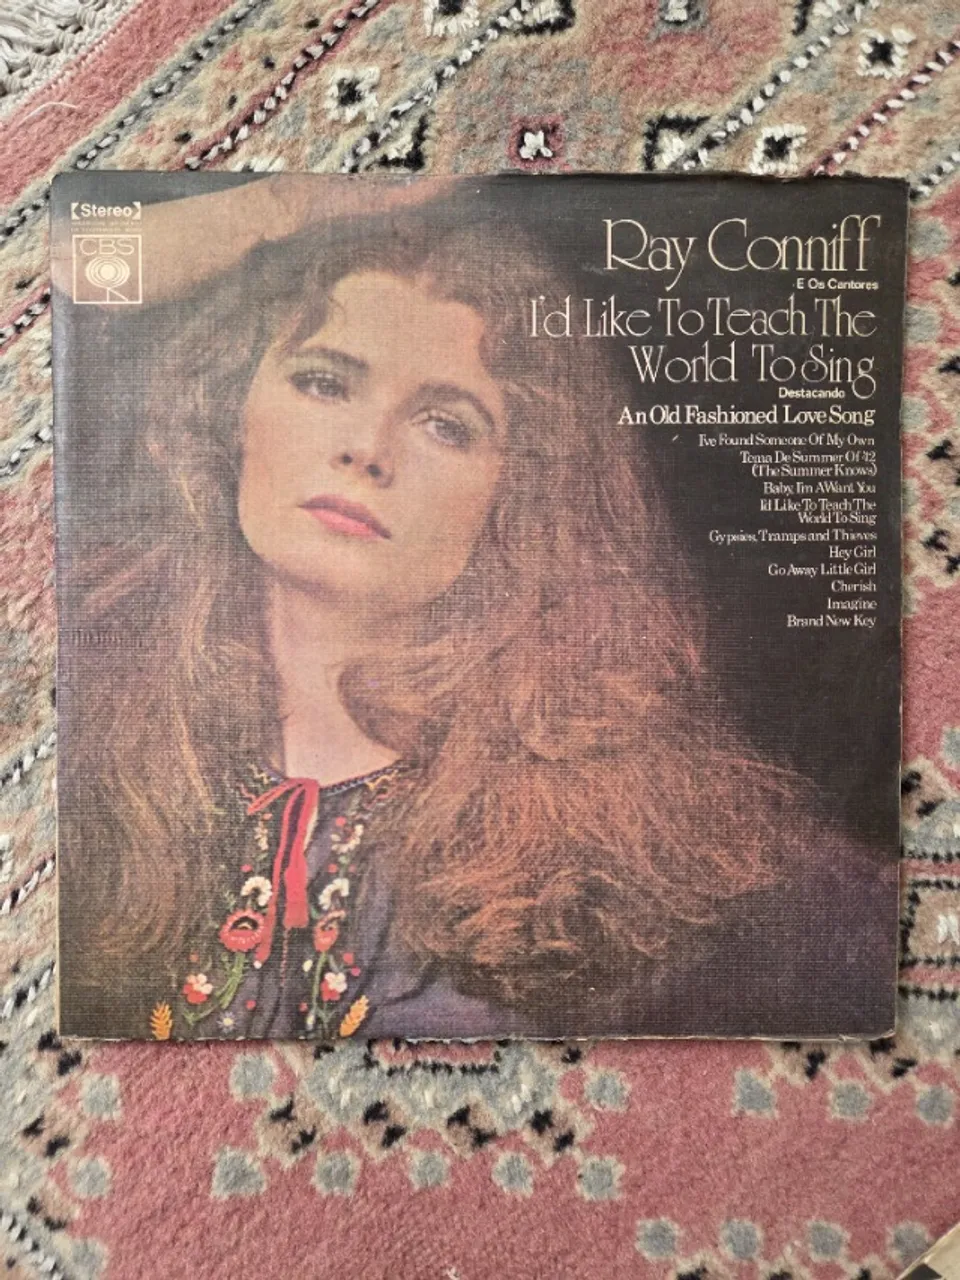 Stereo
CBS
Ray Conniff
E Os Cantores
I'd Like To Teach The
World To Sing
Destacando
An Old Fashioned Love Song
I've Found Someone Of My Own
Tema De Summer Of '42
(The Summer Knows)
Baby, I'm A Want You
I'd Like To Teach The
World To Sing
Gypsies, Tramps and Thieves
Hey Girl
Go Away Little Girl
Cherish
Imagine
Brand New Key